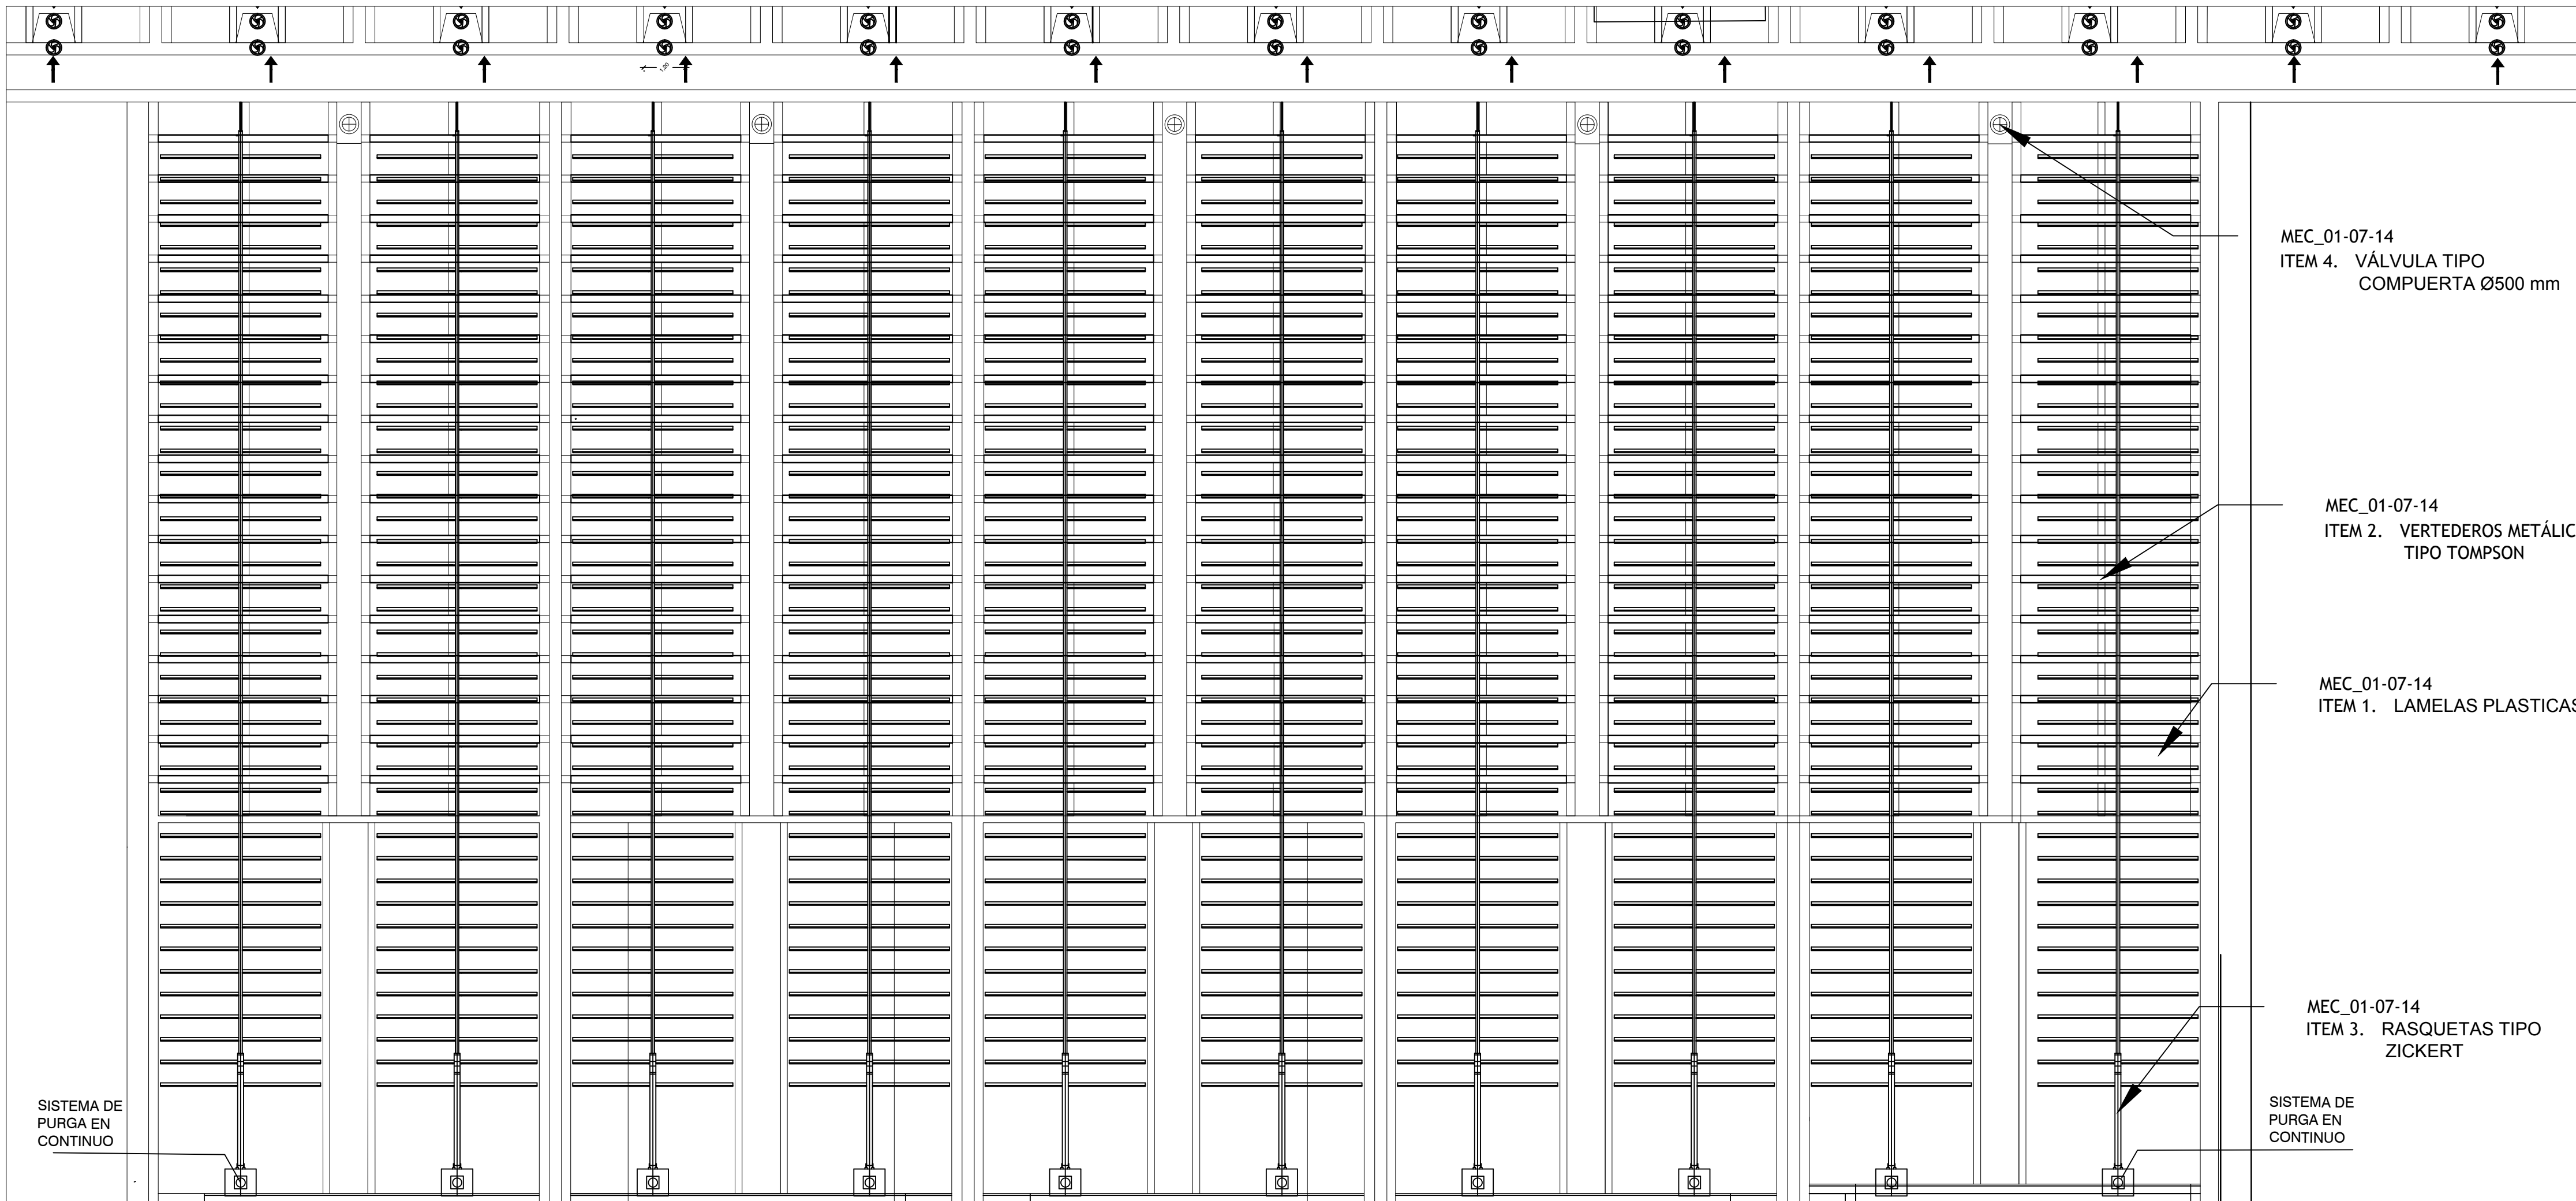 1,20
MEC_01-07-14
ITEM 4. VÁLVULA TIPO
COMPUERTA Ø500 mm
MEC_01-07-14
ITEM 2. VERTEDEROS METÁLIC
TIPO TOMPSON
MEC_01-07-14
ITEM 1. LAMELAS PLASTICAS
MEC_01-07-14
ITEM 3. RASQUETAS TIPO
ZICKERT
SISTEMA DE
PURGA EN
CONTINUO
SISTEMA DE
PURGA EN
CONTINUO